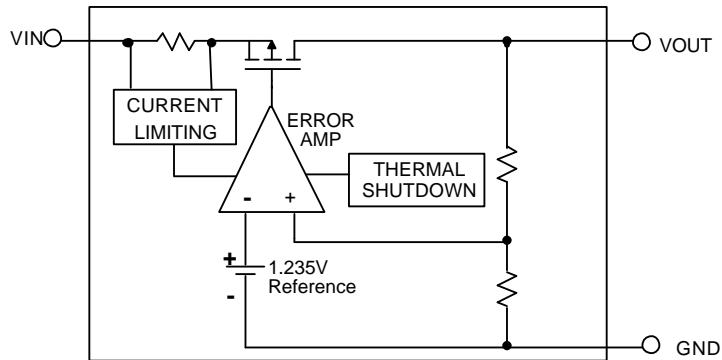 VIN
VOUT
CURRENT
LIMITING
ERROR
AMP
THERMAL
SHUTDOWN
- +
+
1.235V
Reference
-
GND